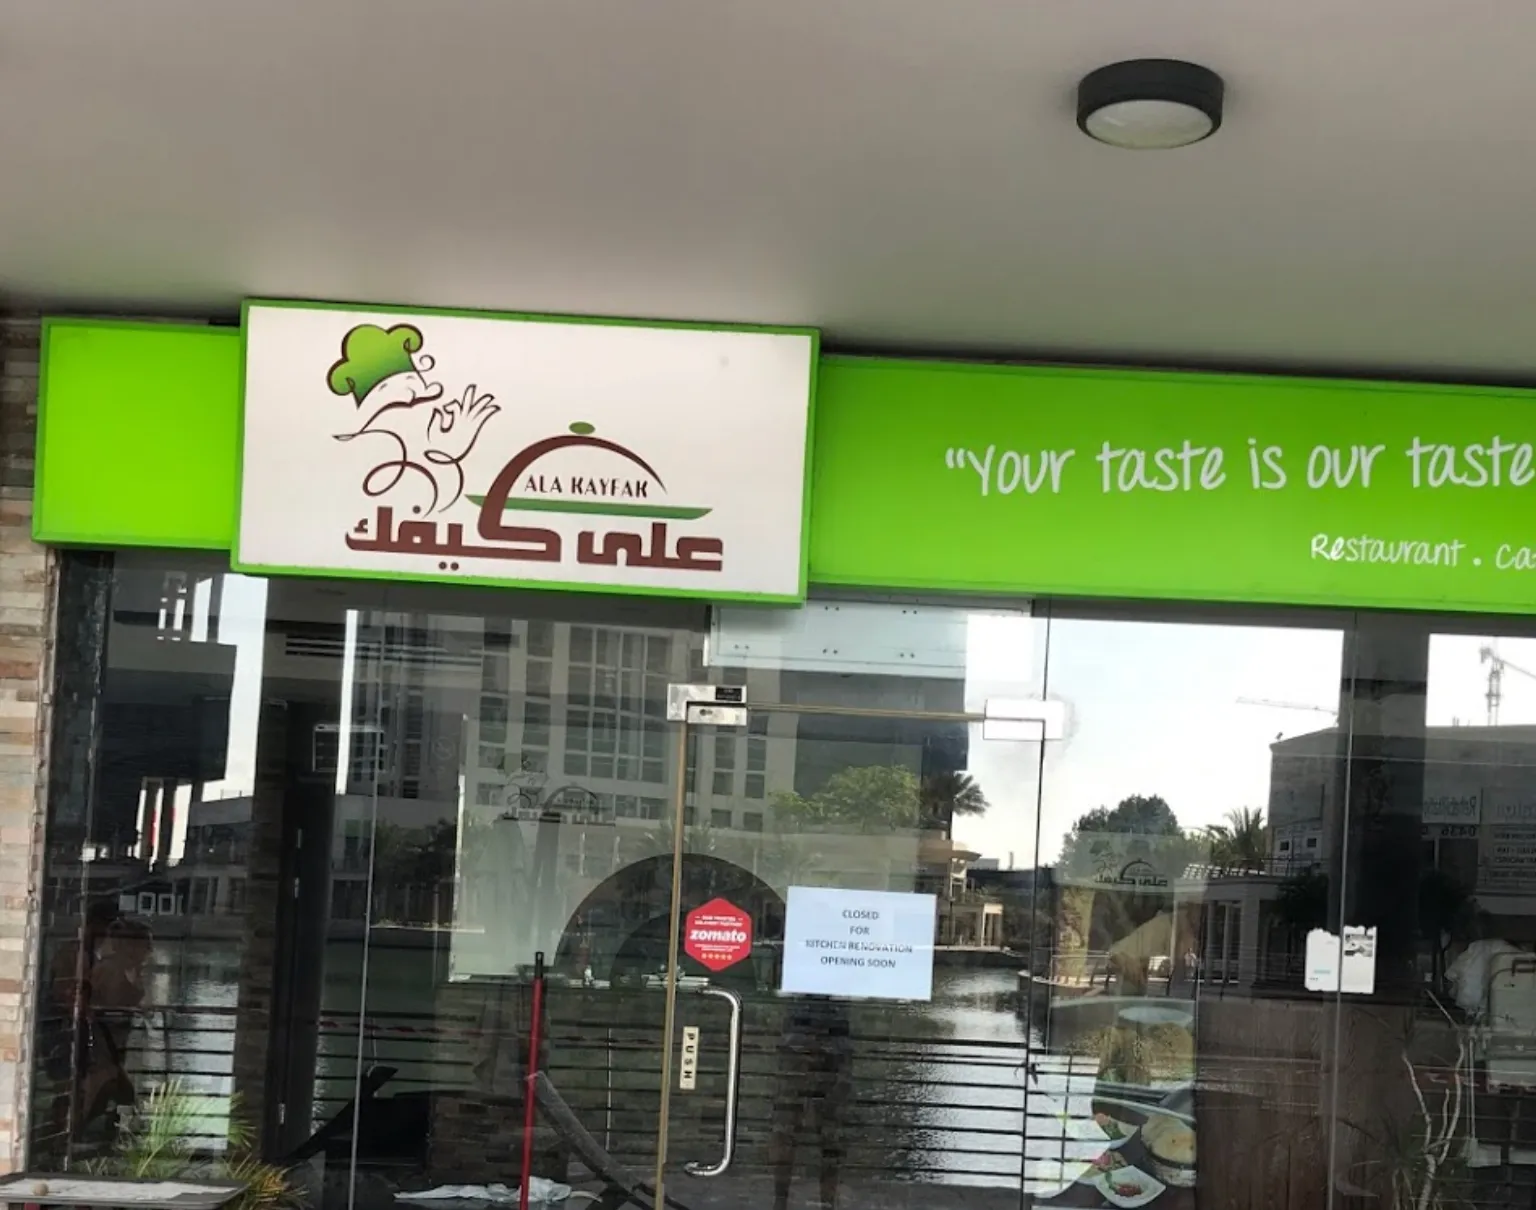 ALA KAYFAK
على كيفك
"Your taste is our taste
Restaurant . Ca
zomato
CLOSED
FOR
KITCHEN RENOVATION
OPENING SOON
PUSH